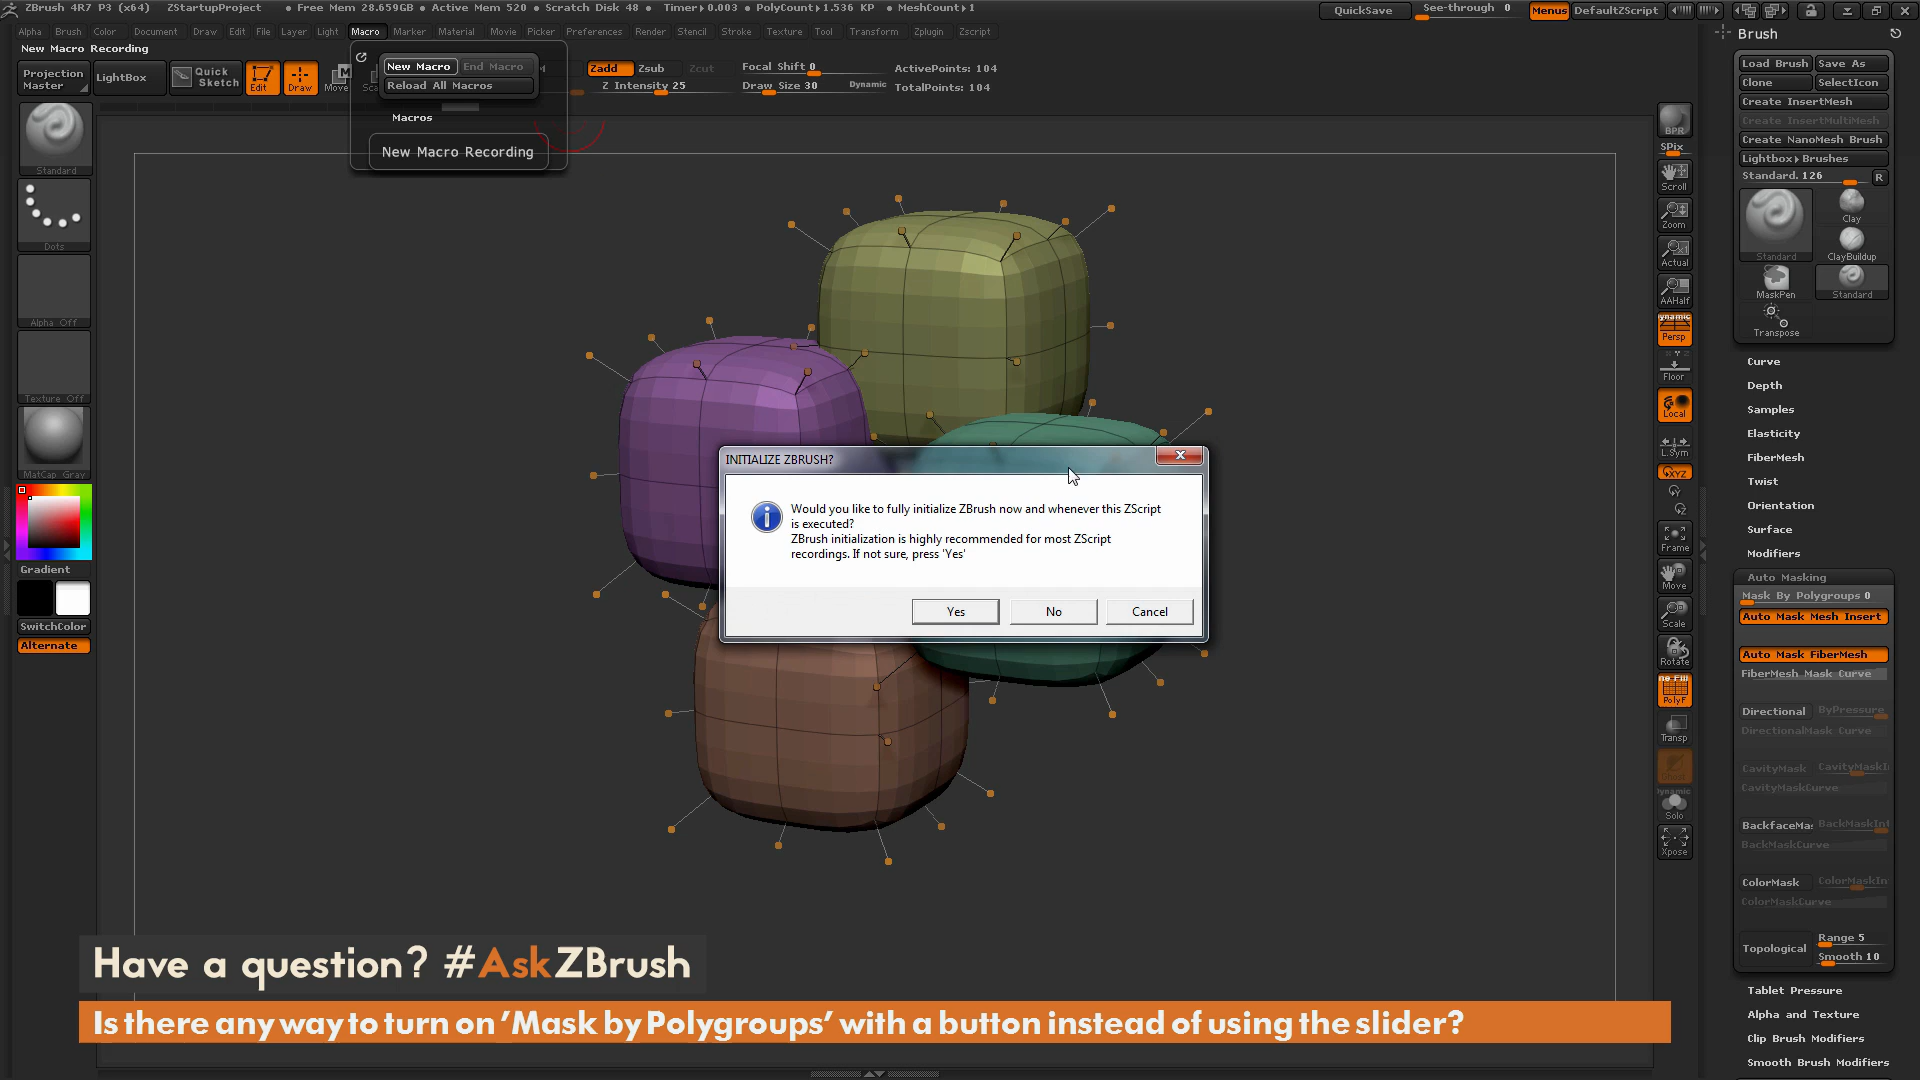 ZBrush 4R7 P3 (x64) ZStartupProject • Free Mem 28.659GB • Active Mem 520 • Scratch Disk 48 • Timer▸0.003 • PolyCount▸1.536 KP • MeshCount▸1
QuickSave See-through 0 Menus DefaultZScript
Alpha Brush Color Document Draw Edit File Layer Light Macro Marker Material Movie Picker Preferences Render Stencil Stroke Texture Tool Transform Zplugin Zscript
New Macro Recording
Projection Master
LightBox
Quick Sketch
Edit
Draw
Move
New Macro End Macro
Reload All Macros
Macros
New Macro Recording
M
Zadd Zsub Zcut
Z Intensity 25
Focal Shift 0
Draw Size 30 Dynamic
ActivePoints: 104
TotalPoints: 104
Standard
Dots
Alpha Off
Texture Off
MatCap Gray
Gradient
SwitchColor
Alternate
INITIALIZE ZBRUSH?
Would you like to fully initialize ZBrush now and whenever this ZScript
is executed?
ZBrush initialization is highly recommended for most ZScript
recordings. If not sure, press 'Yes'
Yes No Cancel
BPR
SPix
Scroll
Zoom
Actual
AAHalf
Persp
Floor
Local
L.Sym
XYZ
Frame
Move
Scale
Rotate
PolyF
Transp
Ghost
Dynamic
Solo
Xpose
Brush
Load Brush Save As
Clone SelectIcon
Create InsertMesh
Create InsertMultiMesh
Create NanoMesh Brush
Lightbox▸Brushes
Standard. 126 R
Standard
Clay
ClayBuildup
MaskPen
Standard
Transpose
Curve
Depth
Samples
Elasticity
FiberMesh
Twist
Orientation
Surface
Modifiers
Auto Masking
Mask By Polygroups 0
Auto Mask Mesh Insert
Auto Mask FiberMesh
FiberMesh Mask Curve
Directional ByPressure
DirectionalMask Curve
CavityMask CavityMaskI
CavityMaskCurve
BackfaceMa: BackMaskInt
BackMaskCurve
ColorMask ColorMaskIn
ColorMaskCurve
Topological Range 5
Smooth 10
Tablet Pressure
Alpha and Texture
Clip Brush Modifiers
Smooth Brush Modifiers
Have a question? #AskZBrush
Is there any way to turn on 'Mask by Polygroups' with a button instead of using the slider?